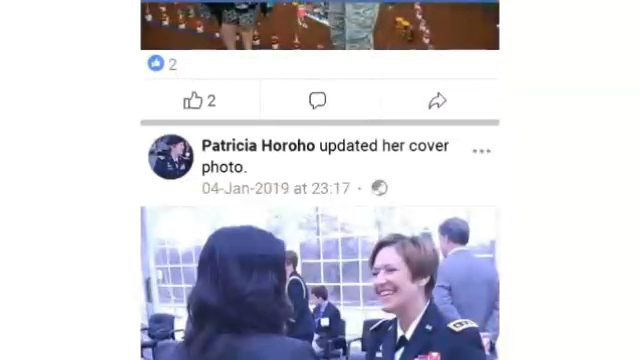 2
2
Patricia Horoho updated her cover
photo.
04-Jan-2019 at 23:17 ·